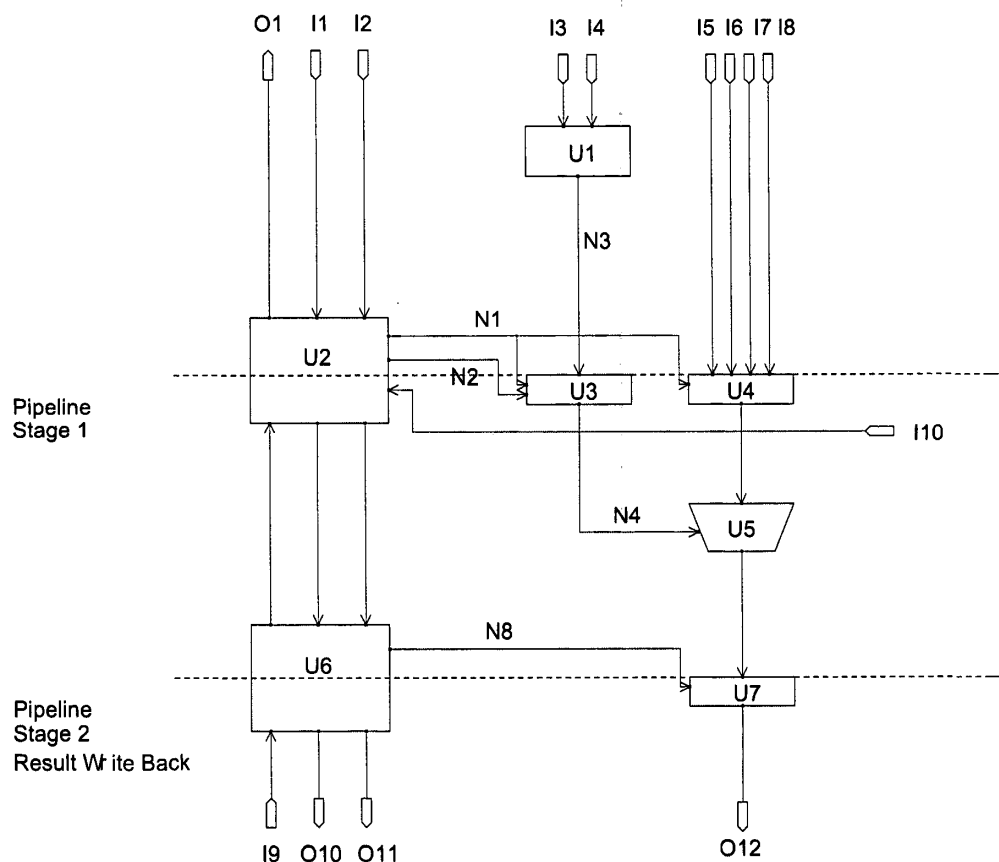 O1 I1 I2 I3 I4 I5 I6 I7 I8
U1
N3
N1
U2
N2
U3
U4
Pipeline
Stage 1
I10
N4
U5
N8
U6
U7
Pipeline
Stage 2
Result Write Back
I9 O10 O11
O12